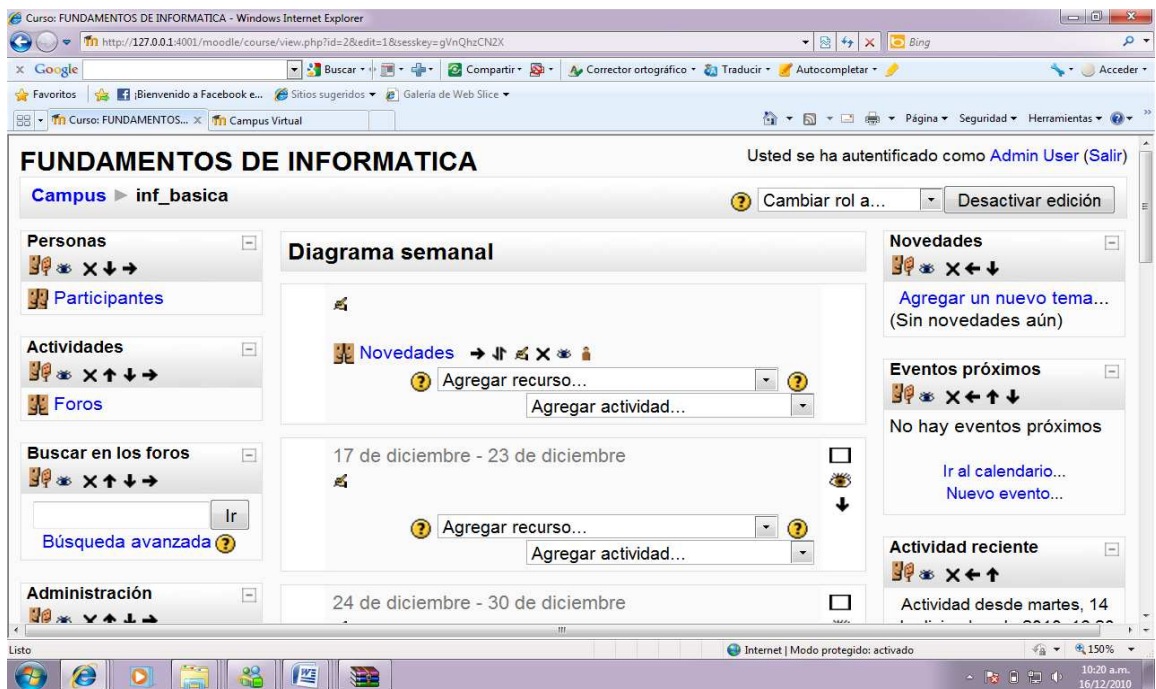 Curso: FUNDAMENTOS DE INFORMATICA - Windows Internet Explorer
http://127.0.0.1:4001/moodle/course/view.php?id=2&edit=1&sesskey=gVnQhzCN2X
Bing
Google
Buscar
Compartir
Corrector ortográfico
Traducir
Autocompletar
Acceder
Favoritos
¡Bienvenido a Facebook e...
Sitios sugeridos
Galería de Web Slice
Curso: FUNDAMENTOS... X
Campus Virtual
Página
Seguridad
Herramientas
FUNDAMENTOS DE INFORMATICA
Usted se ha autentificado como Admin User (Salir)
Campus ► inf_basica
Cambiar rol a...
Desactivar edición
Personas
Participantes
Actividades
Foros
Buscar en los foros
Ir
Búsqueda avanzada
Administración
Diagrama semanal
Novedades
Agregar recurso...
Agregar actividad...
17 de diciembre - 23 de diciembre
Agregar recurso...
Agregar actividad...
24 de diciembre - 30 de diciembre
Novedades
Agregar un nuevo tema...
(Sin novedades aún)
Eventos próximos
No hay eventos próximos
Ir al calendario...
Nuevo evento...
Actividad reciente
Actividad desde martes, 14
Listo
Internet | Modo protegido: activado
150%
10:20 a.m.
16/12/2010